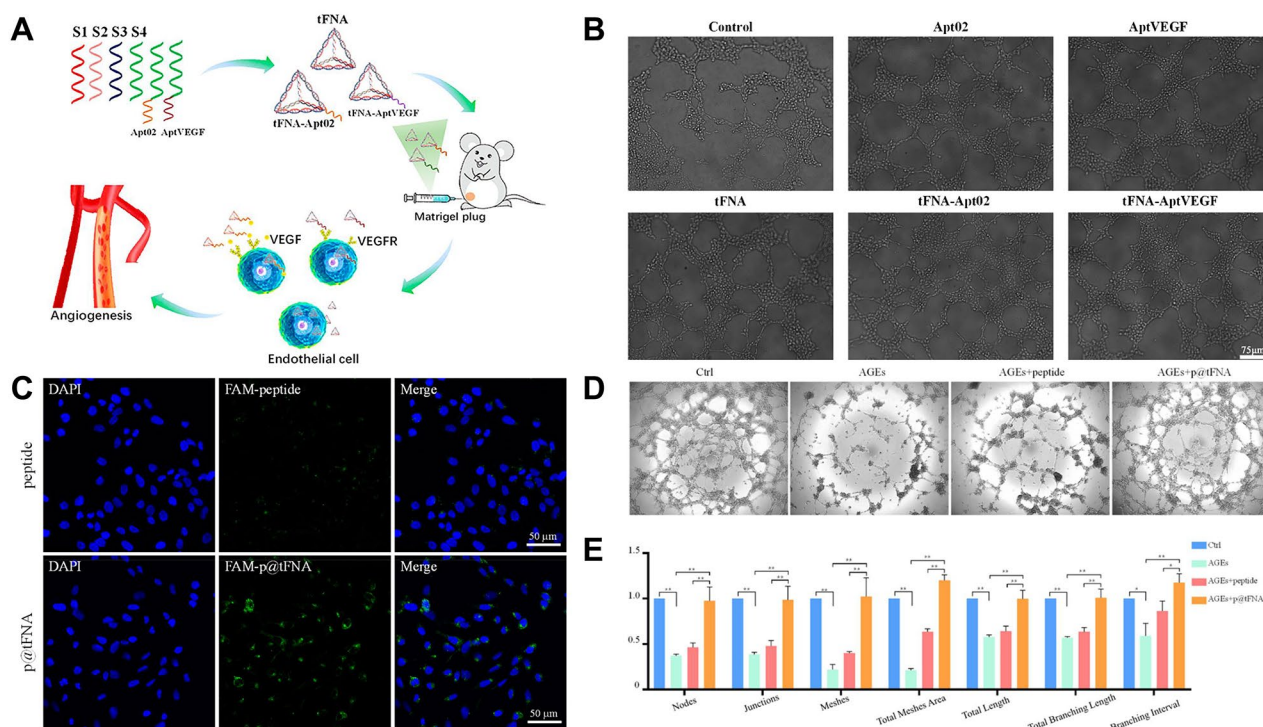 A
S1 S2 S3 S4
Apt02 AptVEGF
tFNA
tFNA-Apt02
tFNA-AptVEGF
Matrigel plug
VEGF
VEGFR
Endothelial cell
Angiogenesis
B
Control
Apt02
AptVEGF
tFNA
tFNA-Apt02
tFNA-AptVEGF
75μm
C
DAPI
FAM-peptide
Merge
peptide
50 μm
DAPI
FAM-p@tFNA
Merge
p@tFNA
50 μm
D
Ctrl
AGEs
AGEs+peptide
AGEs+p@tFNA
E
Ctrl
AGEs
AGEs+peptide
AGEs+p@tFNA
1.5
1.0
0.5
0
** ** **
** ** **
** ** **
** ** **
** ** **
** ** **
* ** *
Nodes
Junctions
Meshes
Total Meshes Area
Total Length
Total Branching Length
Branching Interval